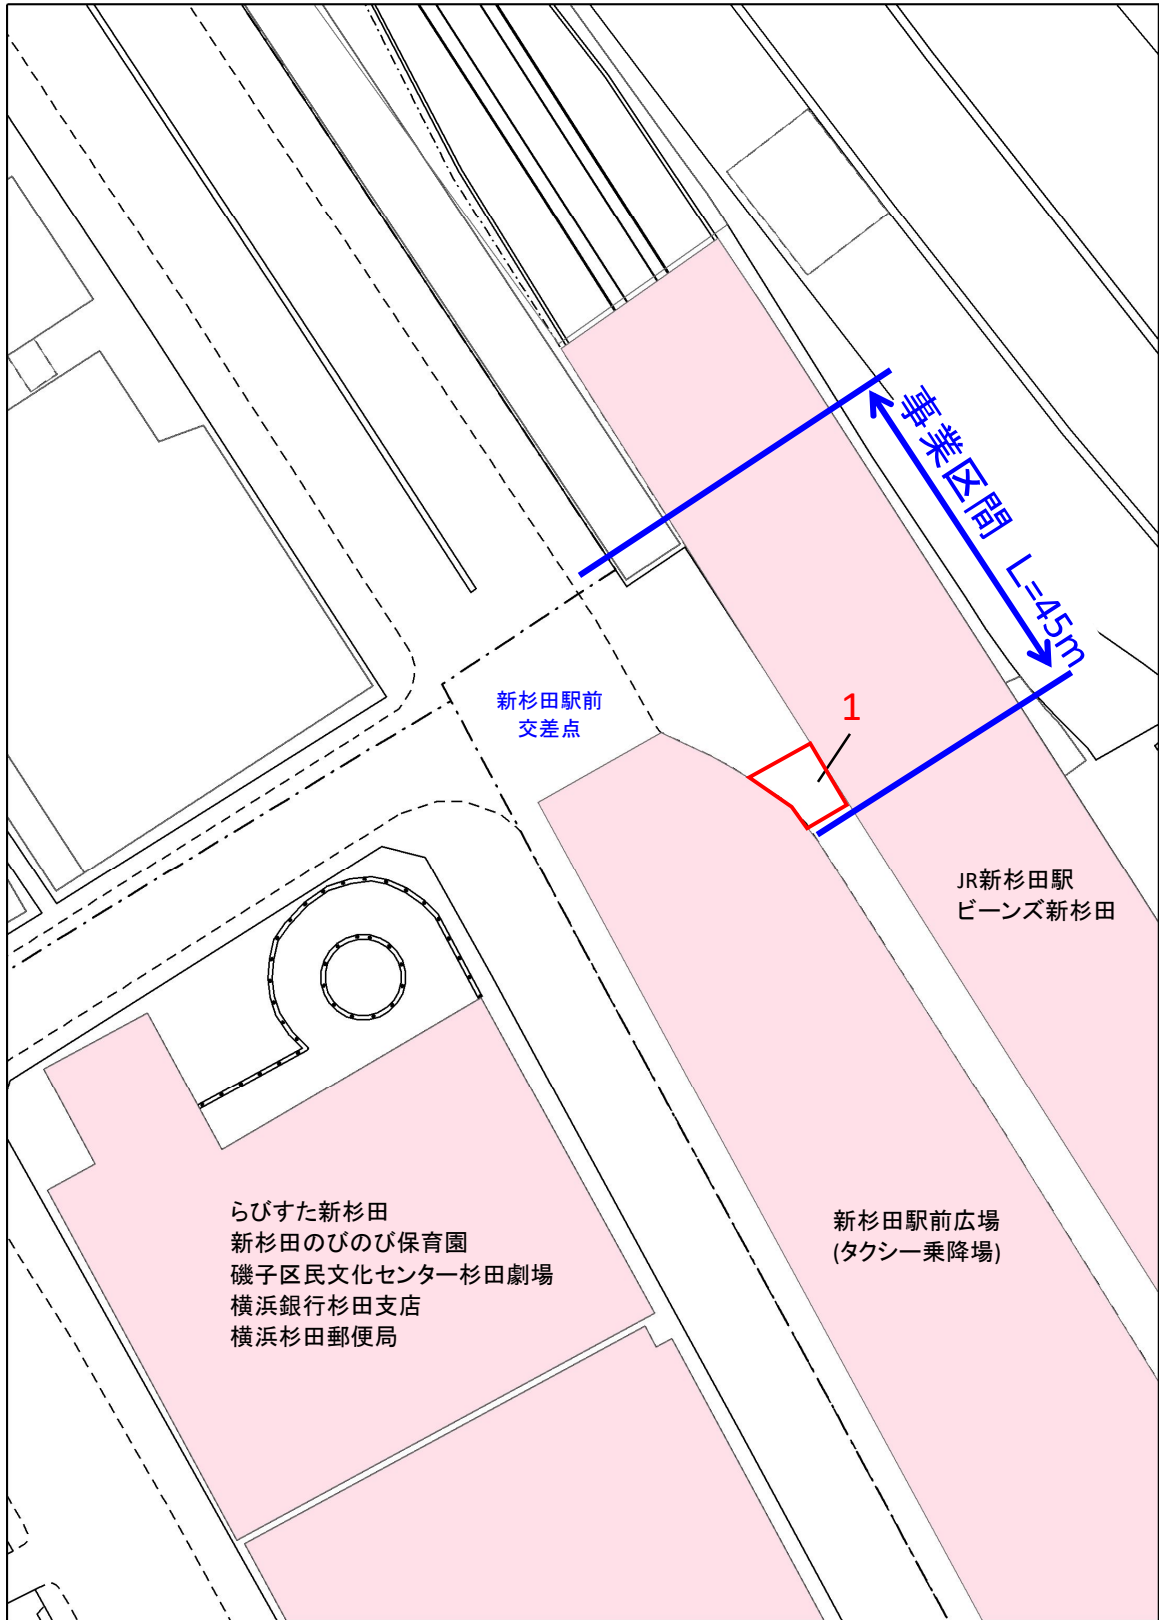 事業区間 L=45m
新杉田駅前
交差点
1
JR新杉田駅
ビーンズ新杉田
らびすた新杉田
新杉田のびのび保育園
磯子区民文化センター杉田劇場
横浜銀行杉田支店
横浜杉田郵便局
新杉田駅前広場
(タクシー乗降場)